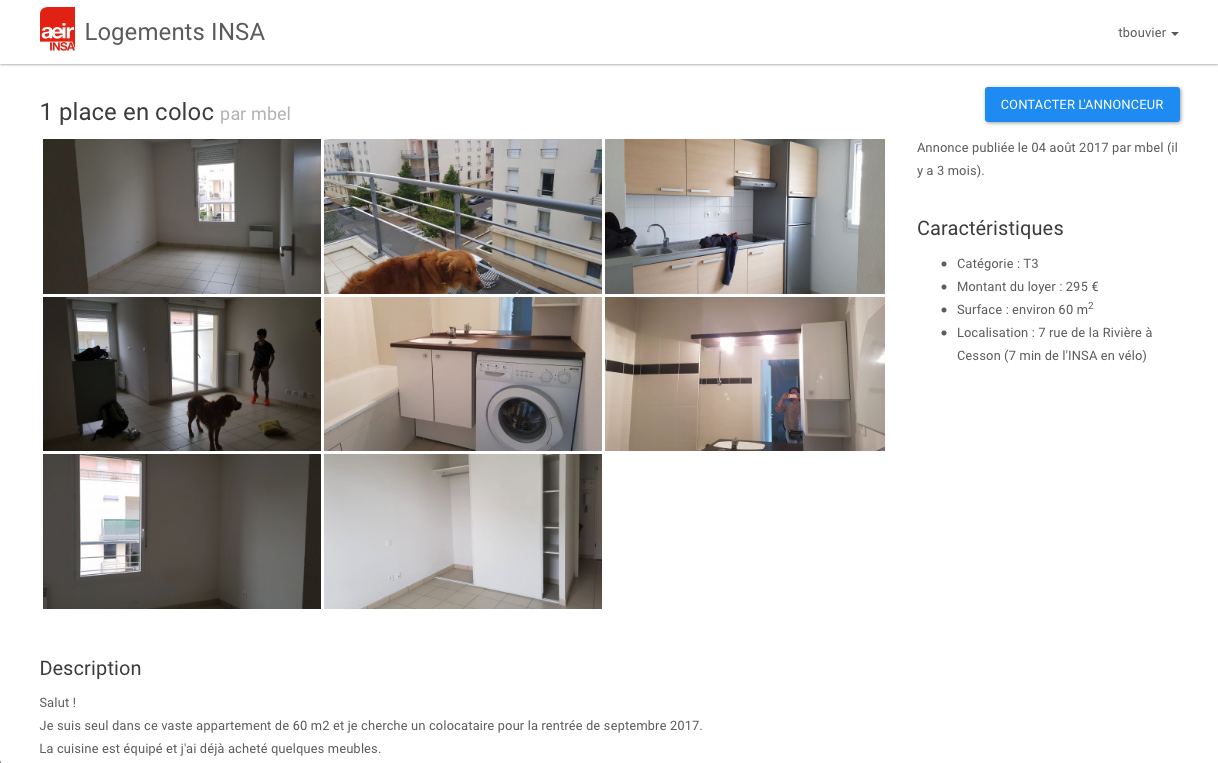 aeir
INSA
Logements INSA
tbouvier
1 place en coloc par mbel
CONTACTER L'ANNONCEUR
Annonce publiée le 04 août 2017 par mbel (il
y a 3 mois).
Caractéristiques
Catégorie : T3
Montant du loyer : 295 €
Surface : environ 60 m²
Localisation : 7 rue de la Rivière à
Cesson (7 min de l'INSA en vélo)
Description
Salut !
Je suis seul dans ce vaste appartement de 60 m2 et je cherche un colocataire pour la rentrée de septembre 2017.
La cuisine est équipé et j'ai déjà acheté quelques meubles.